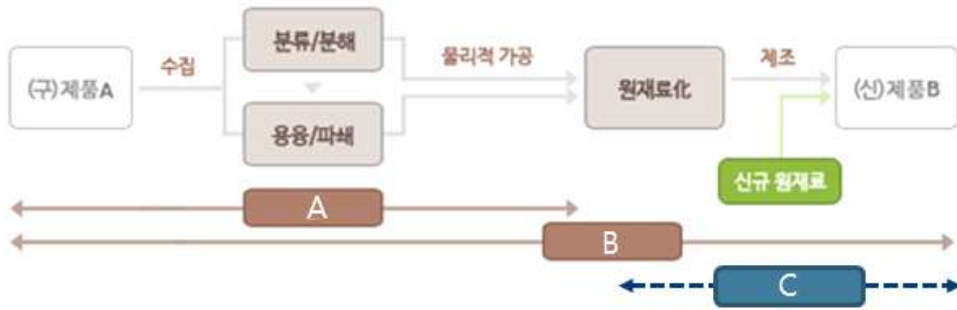 분류/분해
수집
물리적 가공
제조
(구)제품A
원재료化
(신)제품B
용융/파쇄
신규 원재료
A
B
C